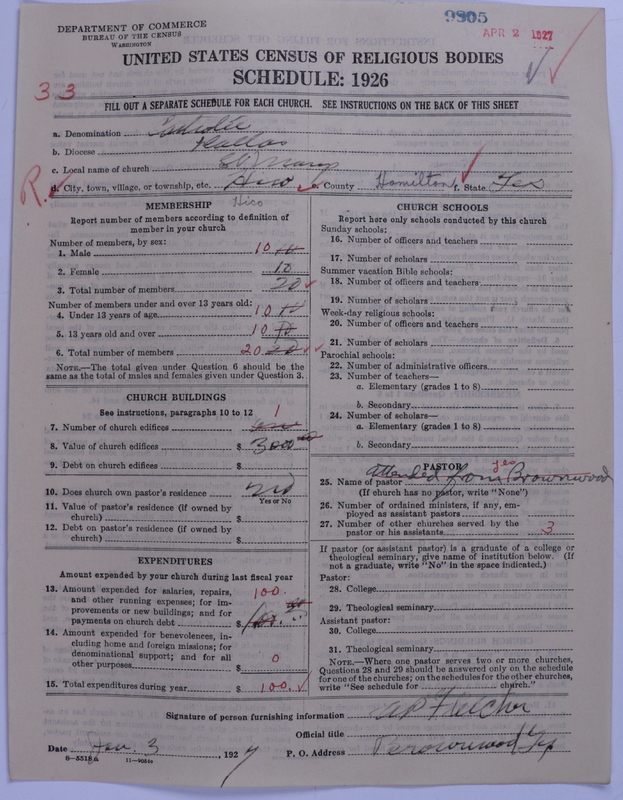 DEPARTMENT OF COMMERCE
BUREAU OF THE CENSUS
WASHINGTON
9805
APR 2 1927
UNITED STATES CENSUS OF RELIGIOUS BODIES
SCHEDULE: 1926
33
FILL OUT A SEPARATE SCHEDULE FOR EACH CHURCH. SEE INSTRUCTIONS ON THE BACK OF THIS SHEET
a. Denomination Catholic
b. Diocese Dallas
c. Local name of church St Mary
R.
d. City, town, village, or township, etc. Hico e. County Hamilton f. State Tex
Hico
MEMBERSHIP
Report number of members according to definition of
member in your church
Number of members, by sex:
1. Male 10 10
2. Female 10
3. Total number of members 20
Number of members under and over 13 years old:
4. Under 13 years of age 10 10
5. 13 years old and over 10 10
6. Total number of members 20 20
NOTE.—The total given under Question 6 should be the
same as the total of males and females given under Question 3.
CHURCH BUILDINGS
See instructions, paragraphs 10 to 12
1
7. Number of church edifices one
8. Value of church edifices $ 3000 00
9. Debt on church edifices $
10. Does church own pastor's residence No
Yes or No
11. Value of pastor's residence (if owned by
church) $
12. Debt on pastor's residence (if owned by
church) $
EXPENDITURES
Amount expended by your church during last fiscal year
13. Amount expended for salaries, repairs,
and other running expenses; for im-
provements or new buildings; and for
payments on church debt $ 100.
100.
14. Amount expended for benevolences, in-
cluding home and foreign missions; for
denominational support; and for all
other purposes $ 0
15. Total expenditures during year $ 100.
CHURCH SCHOOLS
Report here only schools conducted by this church
Sunday schools:
16. Number of officers and teachers
17. Number of scholars
Summer vacation Bible schools:
18. Number of officers and teachers
19. Number of scholars
Week-day religious schools:
20. Number of officers and teachers
21. Number of scholars
Parochial schools:
22. Number of administrative officers
23. Number of teachers—
a. Elementary (grades 1 to 8)
b. Secondary
24. Number of scholars—
a. Elementary (grades 1 to 8)
b. Secondary
PASTOR yes
25. Name of pastor Attended from Brownwood
(If church has no pastor, write "None")
26. Number of ordained ministers, if any, em-
ployed as assistant pastors
27. Number of other churches served by the
pastor or his assistants 3
If pastor (or assistant pastor) is a graduate of a college or
theological seminary, give name of institution below. (If
not a graduate, write "No" in the space indicated.)
Pastor:
28. College
29. Theological seminary
Assistant pastor:
30. College
31. Theological seminary
NOTE.—Where one pastor serves two or more churches,
Questions 28 and 29 should be answered only on the schedule
for one of the churches; on the schedules for the other churches,
write "See schedule for church."
Signature of person furnishing information
Official title
Date Jan. 3, 1927 P. O. Address Brownwood Tex
8—5518a 11—9056a